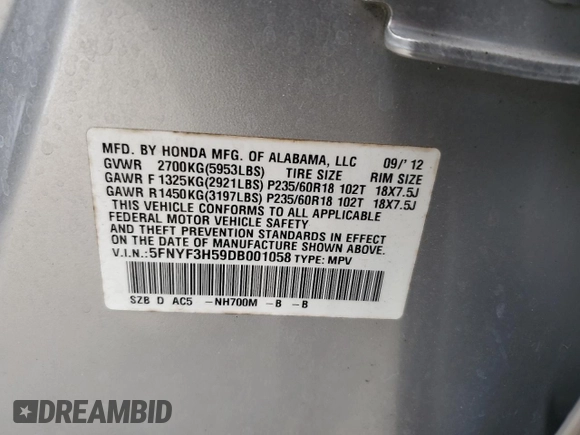 MFD. BY HONDA MFG. OF ALABAMA, LLC 09/'12
GVWR 2700KG(5953LBS) TIRE SIZE RIM SIZE
GAWR F 1325KG(2921LBS) P235/60R18 102T 18X7.5J
GAWR R1450KG(3197LBS) P235/60R18 102T 18X7.5J
THIS VEHICLE CONFORMS TO ALL APPLICABLE
FEDERAL MOTOR VEHICLE SAFETY
AND THEFT PREVENTION STANDARDS IN EFFECT
ON THE DATE OF MANUFACTURE SHOWN ABOVE.
V.I.N.:5FNYF3H59DB001058 TYPE: MPV
SZB D AC5 -NH700M -B -B
DREAMBID